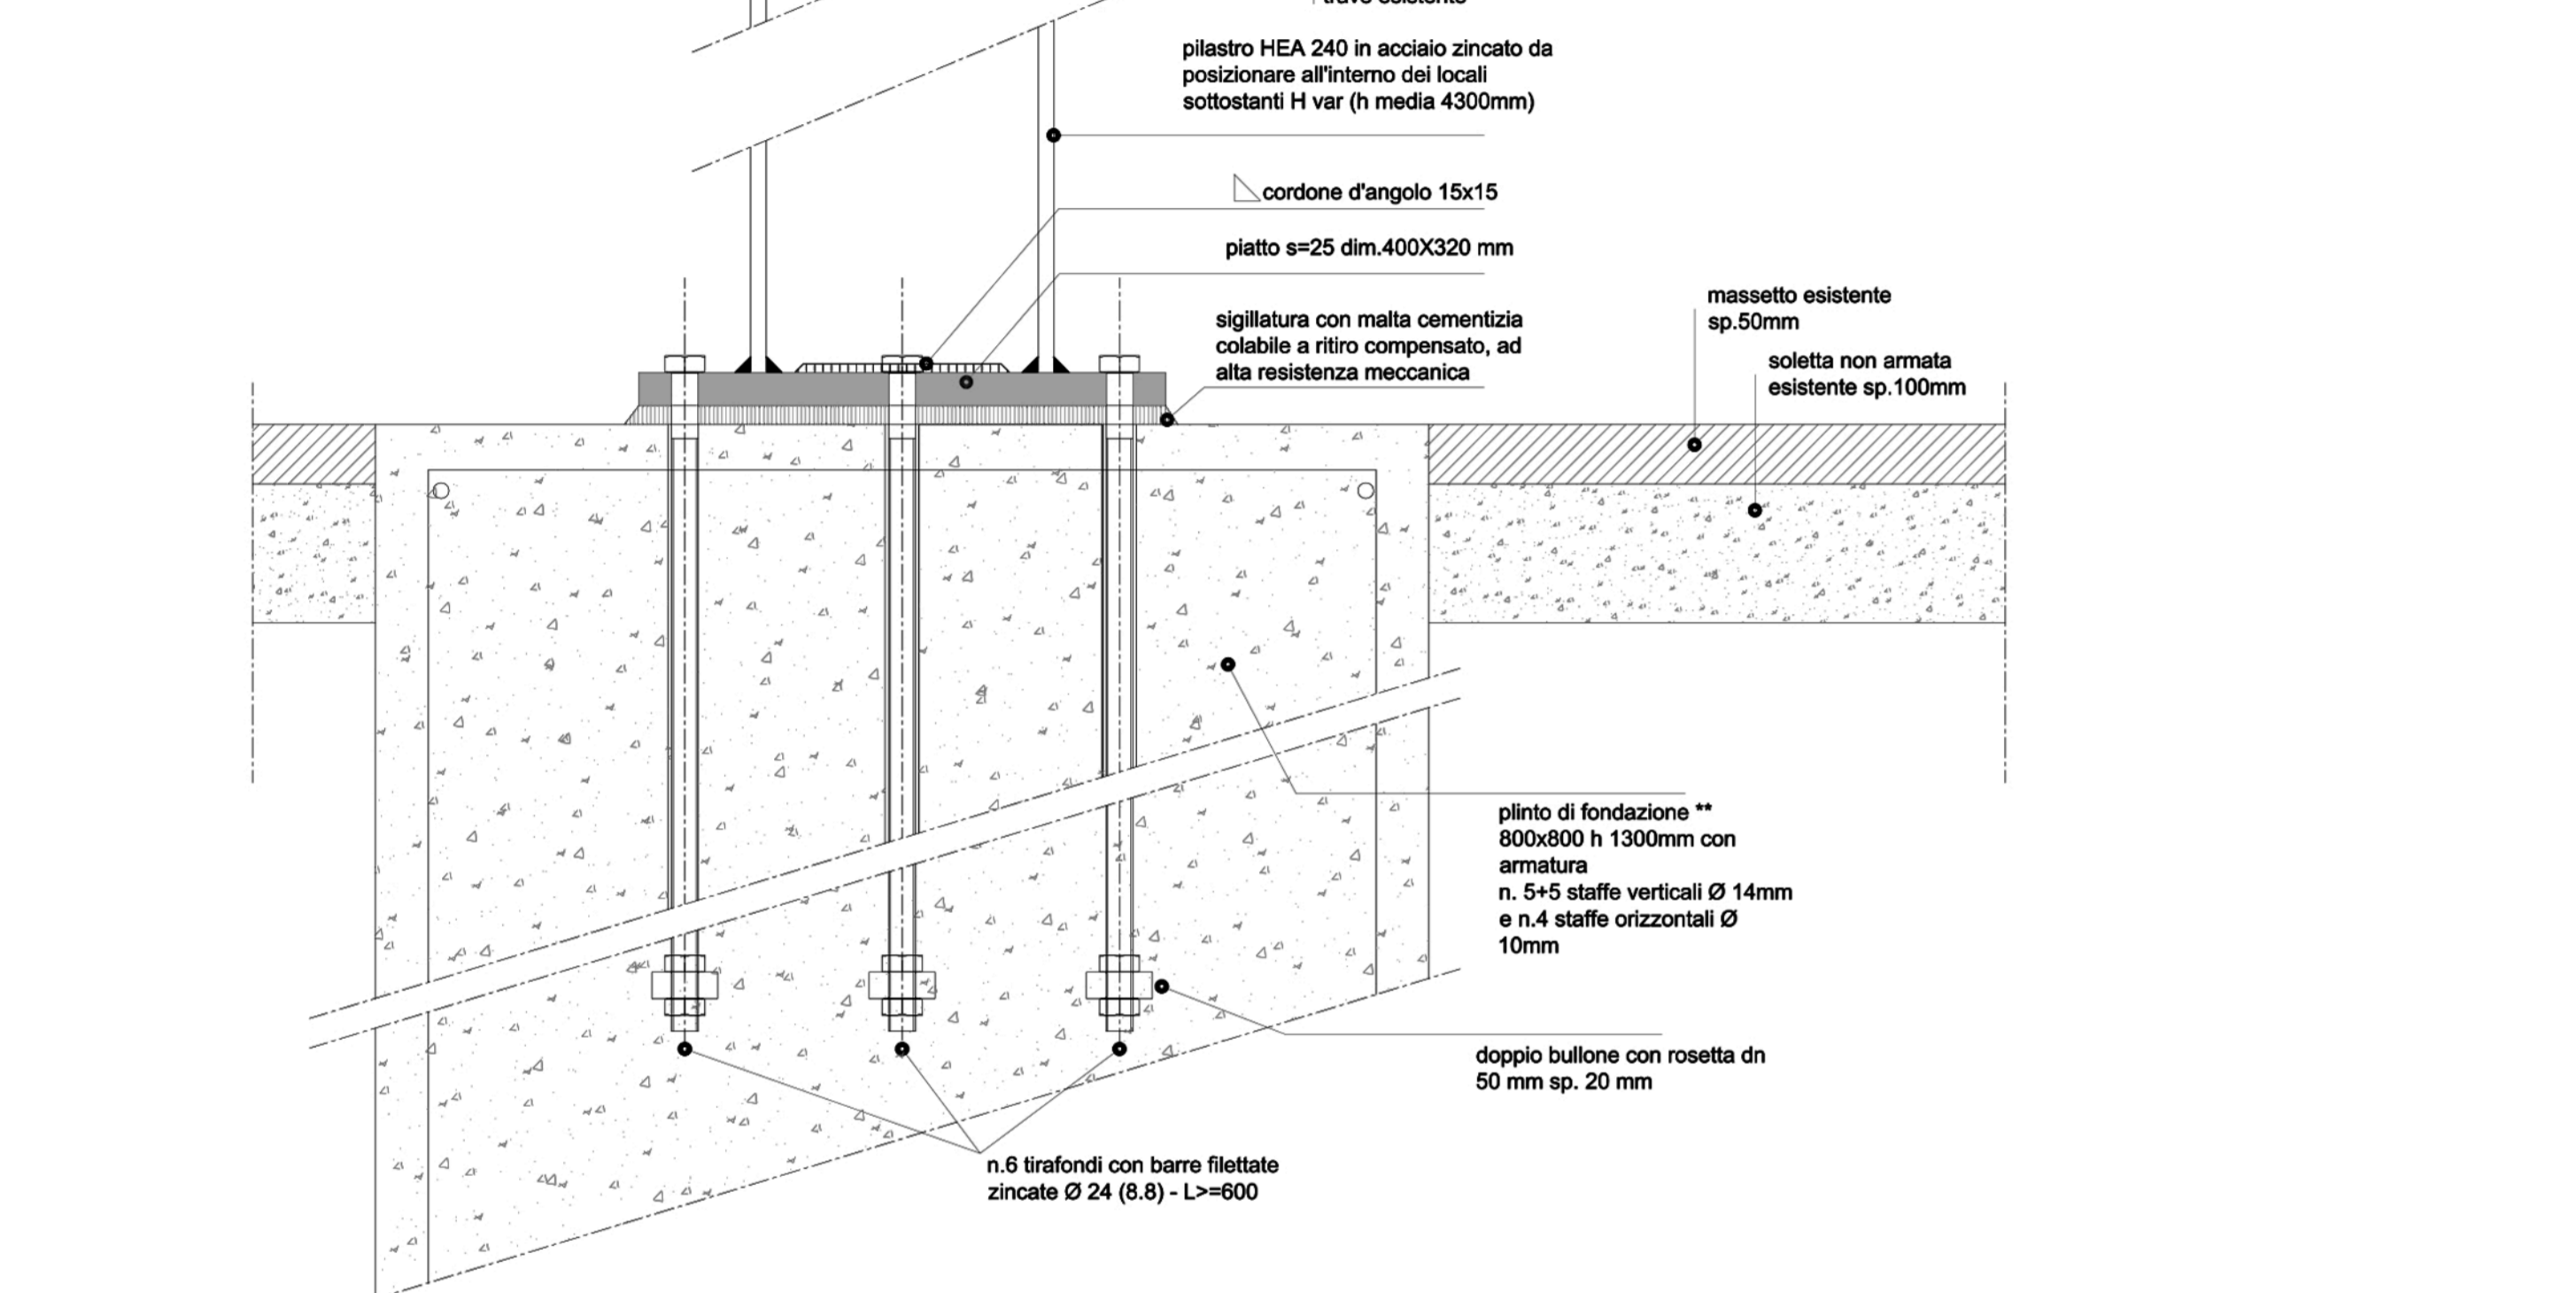 trave esistente
pilastro HEA 240 in acciaio zincato da
posizionare all'interno dei locali
sottostanti H var (h media 4300mm)
cordone d'angolo 15x15
piatto s=25 dim.400X320 mm
sigillatura con malta cementizia
colabile a ritiro compensato, ad
alta resistenza meccanica
massetto esistente
sp.50mm
soletta non armata
esistente sp.100mm
plinto di fondazione **
800x800 h 1300mm con
armatura
n. 5+5 staffe verticali Ø 14mm
e n.4 staffe orizzontali Ø
10mm
doppio bullone con rosetta dn
50 mm sp. 20 mm
n.6 tirafondi con barre filettate
zincate Ø 24 (8.8) - L>=600